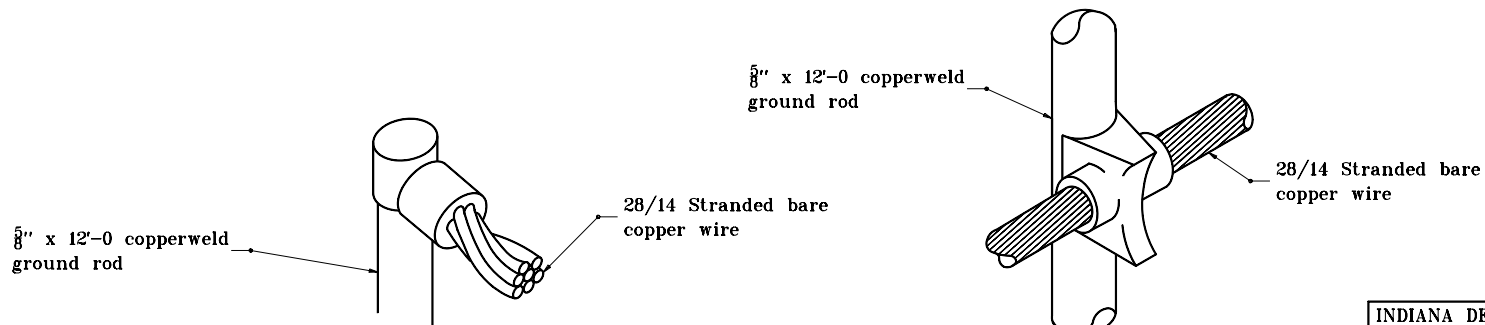 5/8" x 12'-0 copperweld
ground rod
28/14 Stranded bare
copper wire
5/8" x 12'-0 copperweld
ground rod
28/14 Stranded bare
copper wire
INDIANA DE